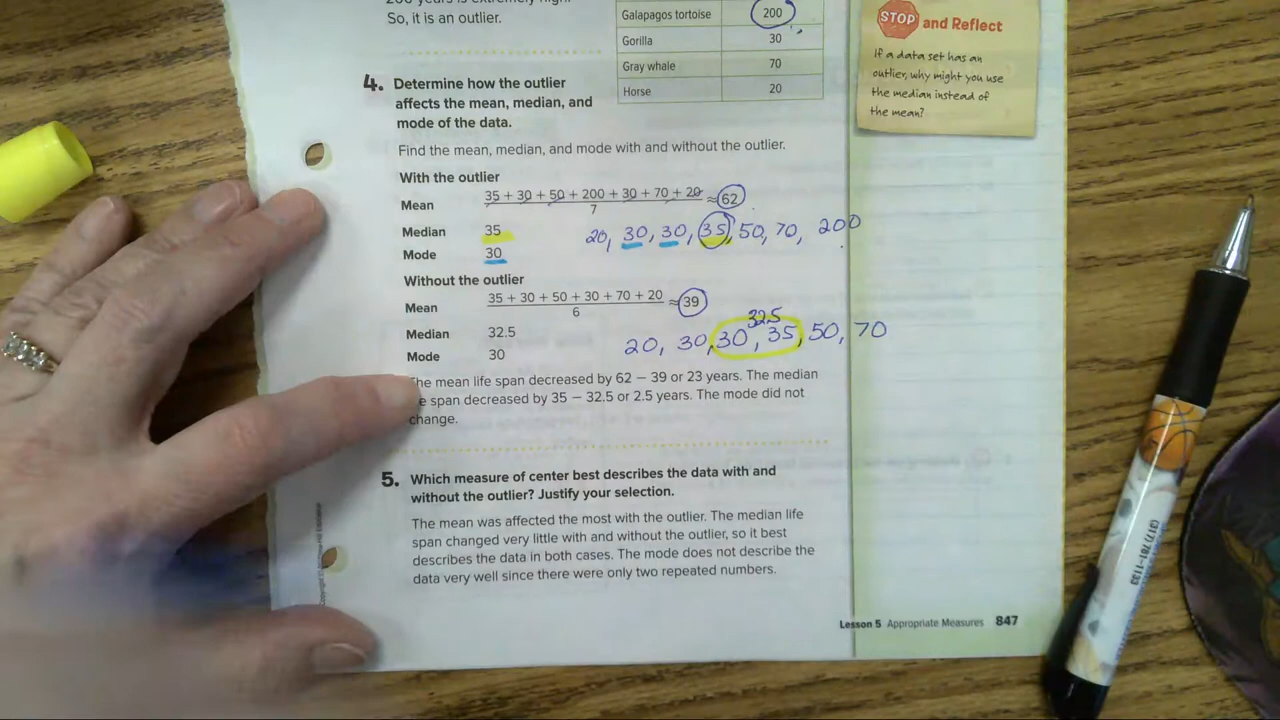 So, it is an outlier.
Galapagos tortoise 200
Gorilla 30
Gray whale 70
Horse 20
STOP and Reflect
If a data set has an
outlier, why might you use
the median instead of
the mean?
4. Determine how the outlier
affects the mean, median, and
mode of the data.
Find the mean, median, and mode with and without the outlier.
With the outlier
Mean 35 + 30 + 50 + 200 + 30 + 70 + 20 ≈ 62
7
Median 35 20, 30, 30, 35, 50, 70, 200
Mode 30
Without the outlier
Mean 35 + 30 + 50 + 30 + 70 + 20 ≈ 39
6
32.5
Median 32.5 20, 30, 30, 35, 50, 70
Mode 30
The mean life span decreased by 62 − 39 or 23 years. The median
span decreased by 35 − 32.5 or 2.5 years. The mode did not
change.
5. Which measure of center best describes the data with and
without the outlier? Justify your selection.
The mean was affected the most with the outlier. The median life
span changed very little with and without the outlier, so it best
describes the data in both cases. The mode does not describe the
data very well since there were only two repeated numbers.
Lesson 5 Appropriate Measures 847
(317) 781-1133